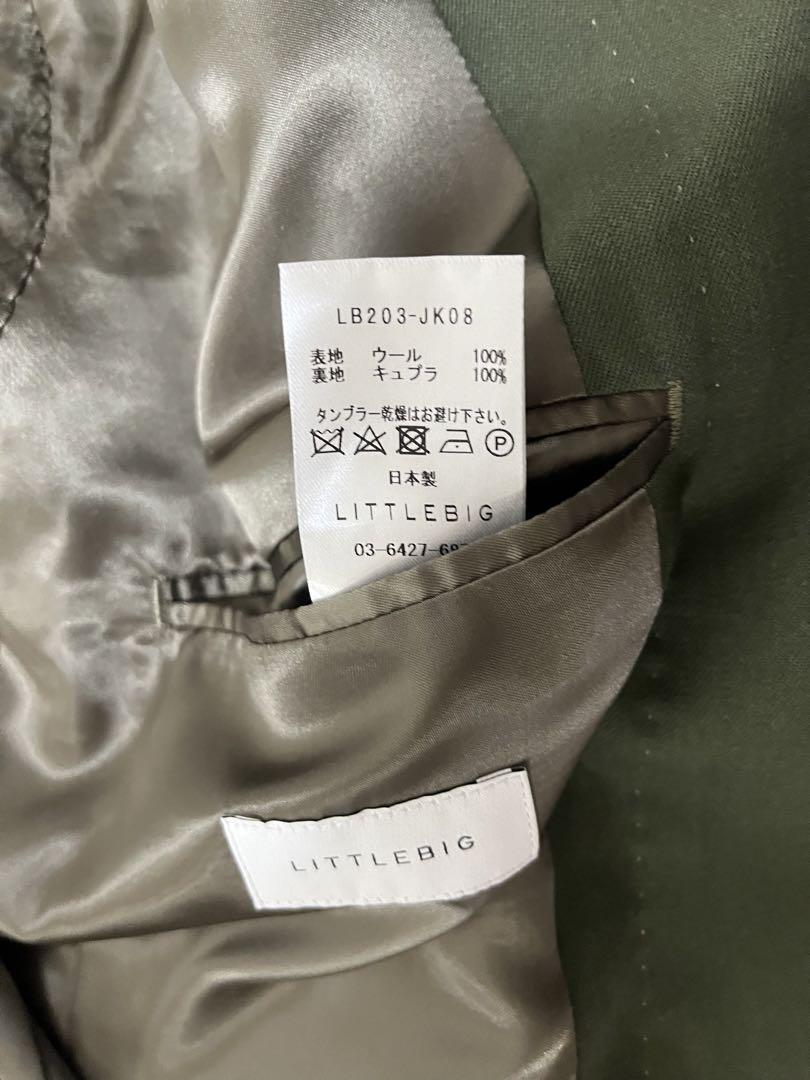 LB203-JK08
表地 ウール 100%
裏地 キュプラ 100%
タンブラー乾燥はお避け下さい。
P
日本製
LITTLEBIG
LITTLEBIG